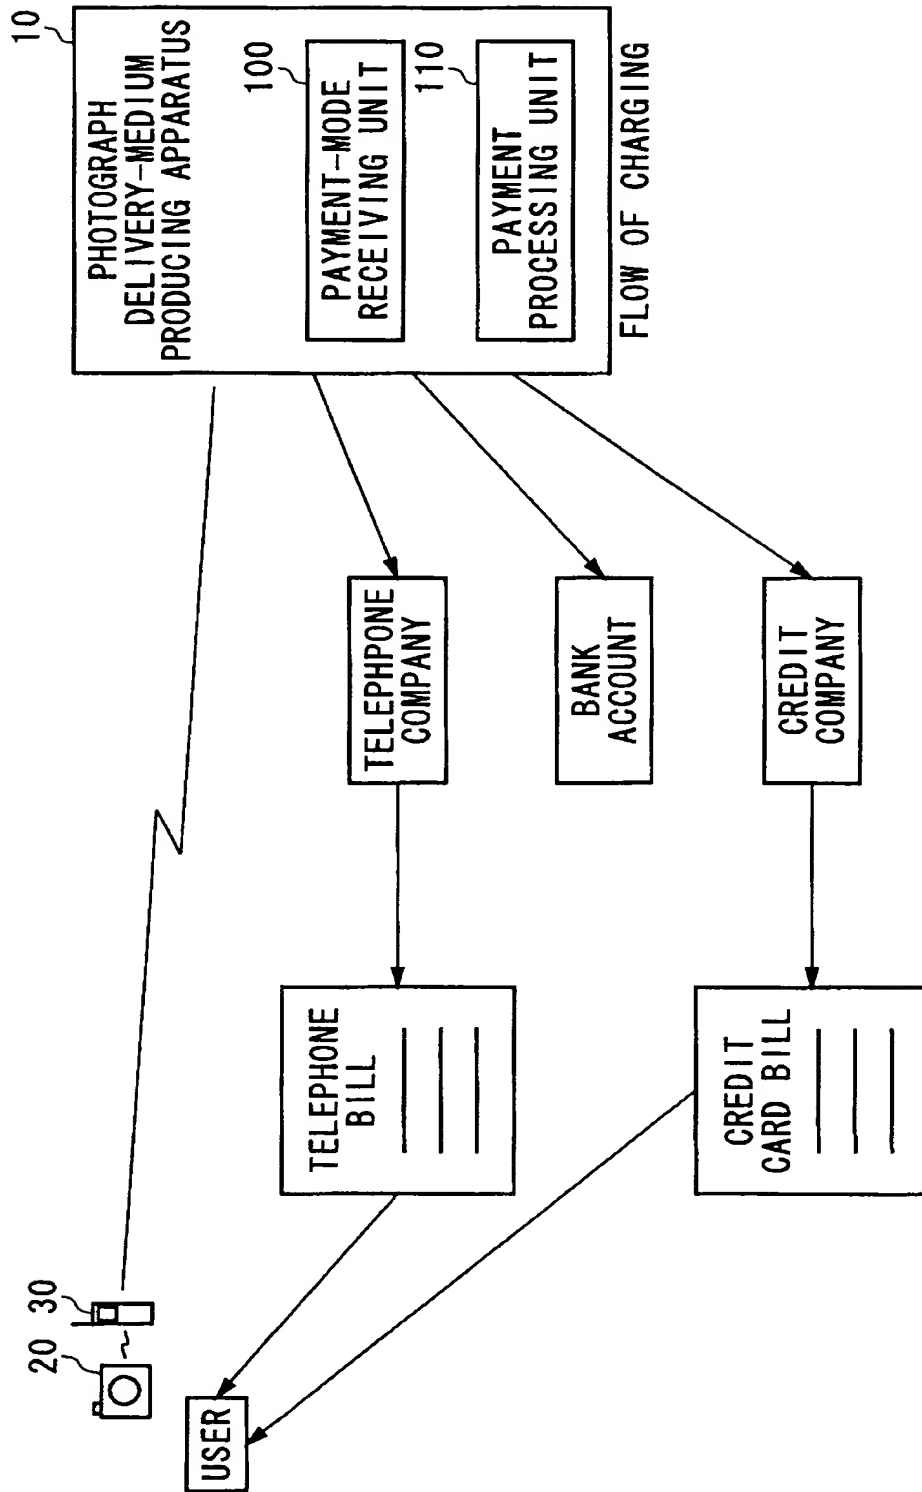 10
PHOTOGRAPH
DELIVERY-MEDIUM
PRODUCING APPARATUS
100
PAYMENT-MODE
RECEIVING UNIT
110
PAYMENT
PROCESSING UNIT
FLOW OF CHARGING
TELEPHPONE
COMPANY
BANK
ACCOUNT
CREDIT
COMPANY
TELEPHONE
BILL
CREDIT
CARD BILL
20
30
USER